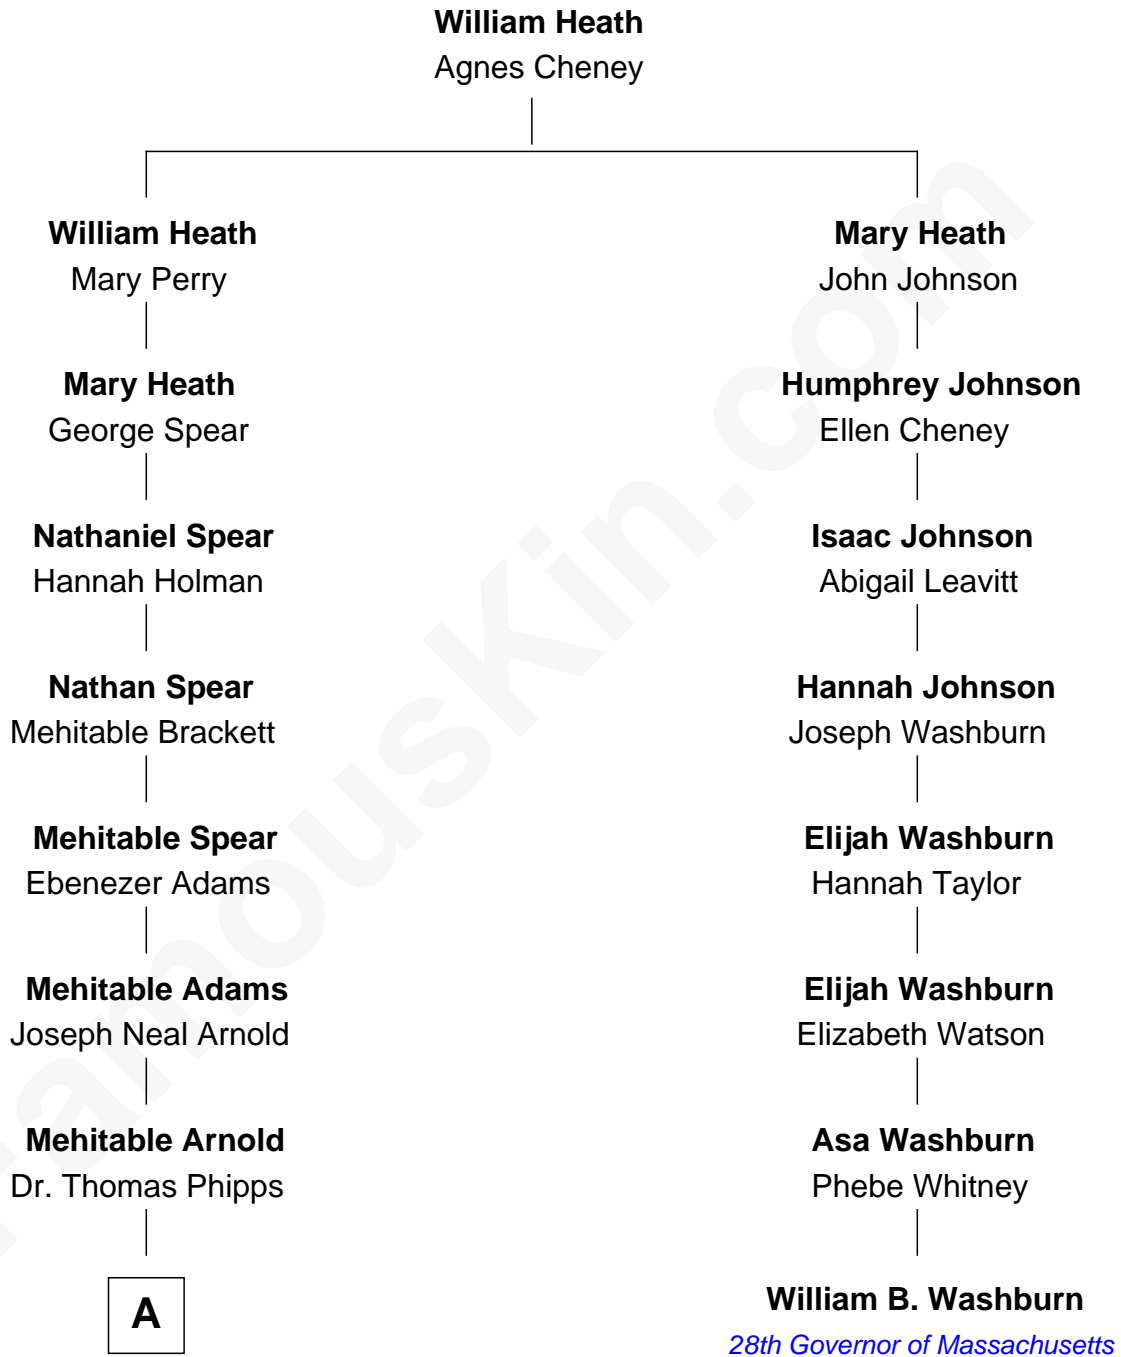 William Heath
Agnes Cheney
William Heath
Mary Perry
Mary Heath
John Johnson
Mary Heath
George Spear
Humphrey Johnson
Ellen Cheney
Nathaniel Spear
Hannah Holman
Isaac Johnson
Abigail Leavitt
Nathan Spear
Mehitable Brackett
Hannah Johnson
Joseph Washburn
Mehitable Spear
Ebenezer Adams
Elijah Washburn
Hannah Taylor
Mehitable Adams
Joseph Neal Arnold
Elijah Washburn
Elizabeth Watson
Mehitable Arnold
Dr. Thomas Phipps
Asa Washburn
Phebe Whitney
A
William B. Washburn
28th Governor of Massachusetts
FamousKin.com